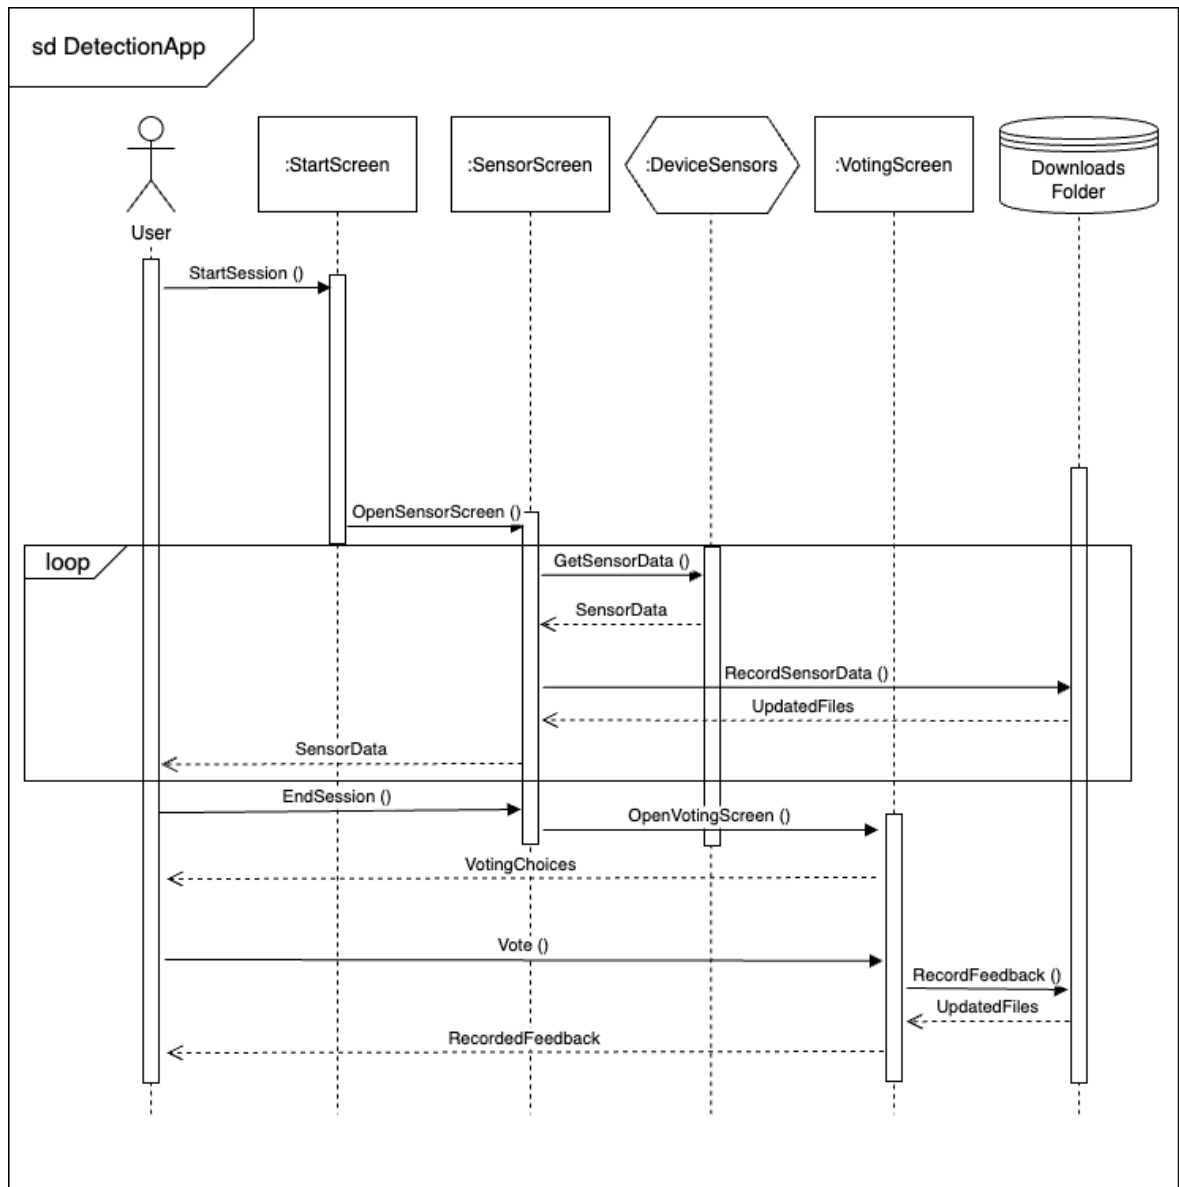 sd DetectionApp
:StartScreen
:SensorScreen
:DeviceSensors
:VotingScreen
Downloads
Folder
User
StartSession ()
OpenSensorScreen ()
loop
GetSensorData ()
SensorData
RecordSensorData ()
UpdatedFiles
SensorData
EndSession ()
OpenVotingScreen ()
VotingChoices
Vote ()
RecordFeedback ()
UpdatedFiles
RecordedFeedback